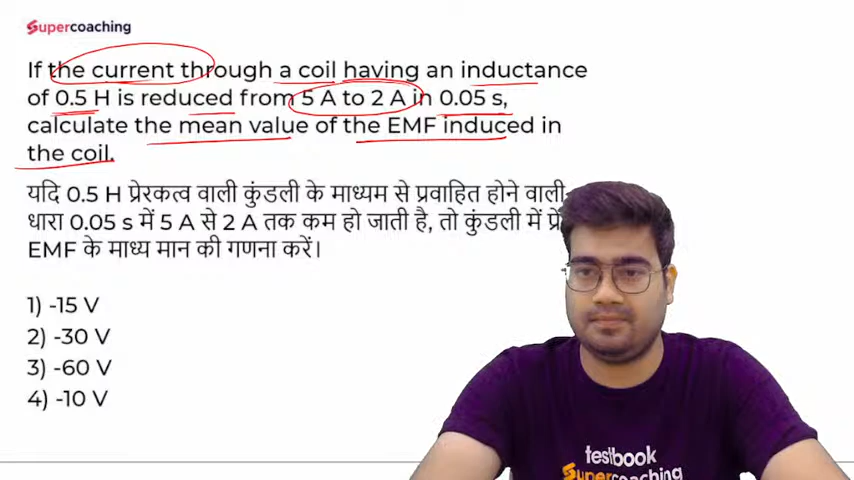 Supercoaching
If the current through a coil having an inductance
of 0.5 H is reduced from 5 A to 2 A in 0.05 s,
calculate the mean value of the EMF induced in
the coil.
यदि 0.5 H प्रेरकत्व वाली कुंडली के माध्यम से प्रवाहित होने वाली
धारा 0.05 s में 5 A से 2 A तक कम हो जाती है, तो कुंडली में
EMF के माध्य मान की गणना करें।
1) -15 V
2) -30 V
3) -60 V
4) -10 V
testbook
Supercoaching